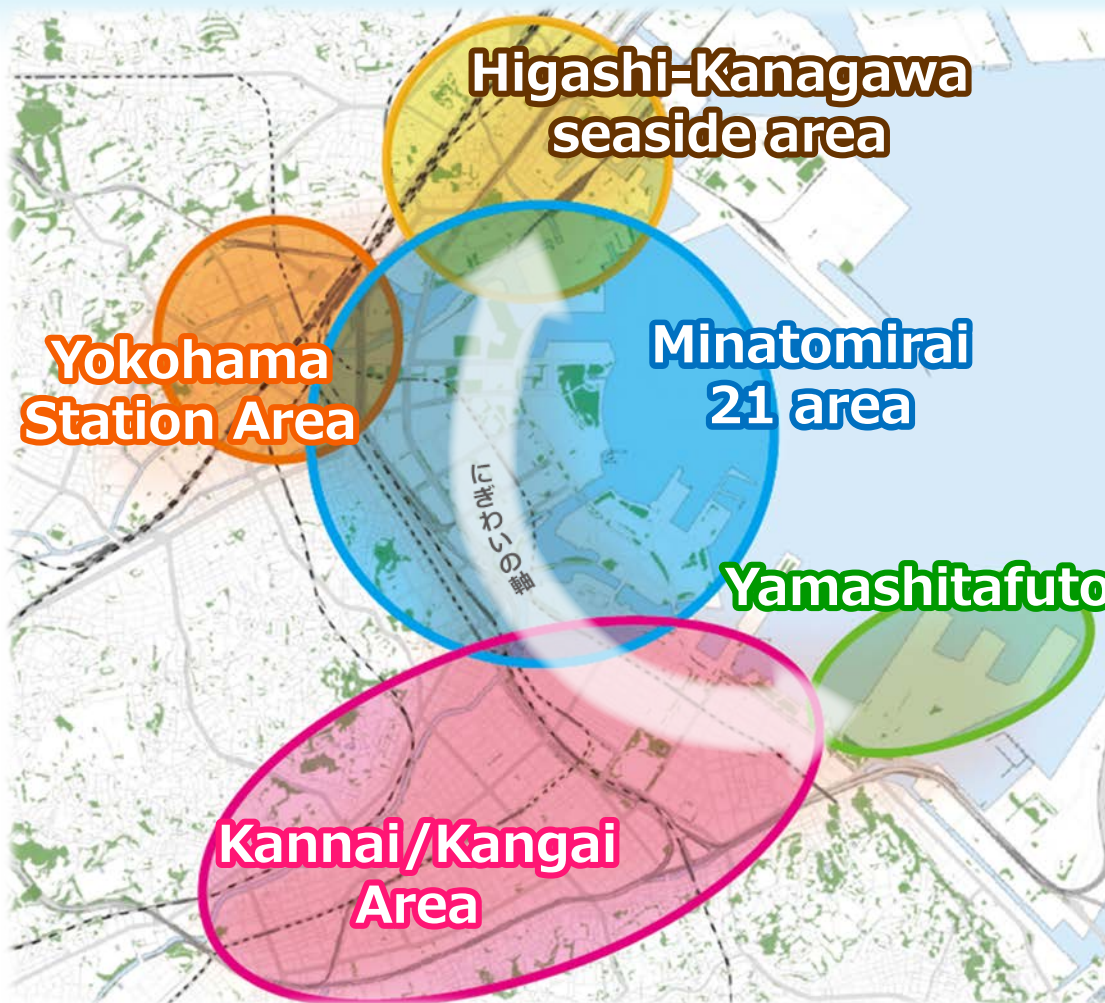 Higashi-Kanagawa
seaside area
Yokohama
Station Area
Minatomirai
21 area
にぎわいの軸
Yamashitafuto
Kannai/Kangai
Area